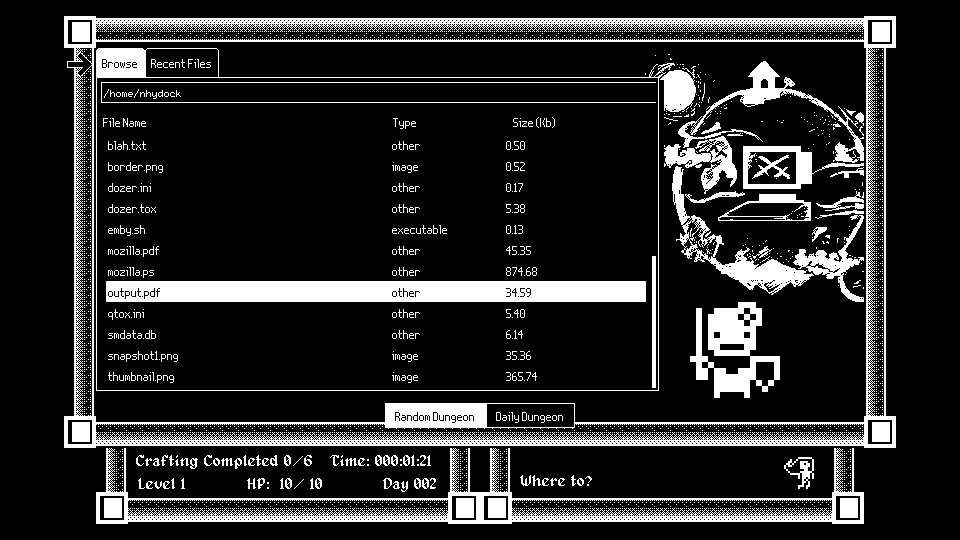 Browse Recent Files
/home/nhydock
File Name Type Size (Kb)
blah.txt other 0.50
border.png image 0.52
dozer.ini other 0.17
dozer.tox other 5.38
emby.sh executable 0.13
mozilla.pdf other 45.35
mozilla.ps other 874.68
output.pdf other 34.59
qtox.ini other 5.40
smdata.db other 6.14
snapshot1.png image 35.36
thumbnail.png image 365.74
Random Dungeon Daily Dungeon
Crafting Completed 0/6 Time: 000:01:21
Level 1 HP: 10/ 10 Day 002
Where to?